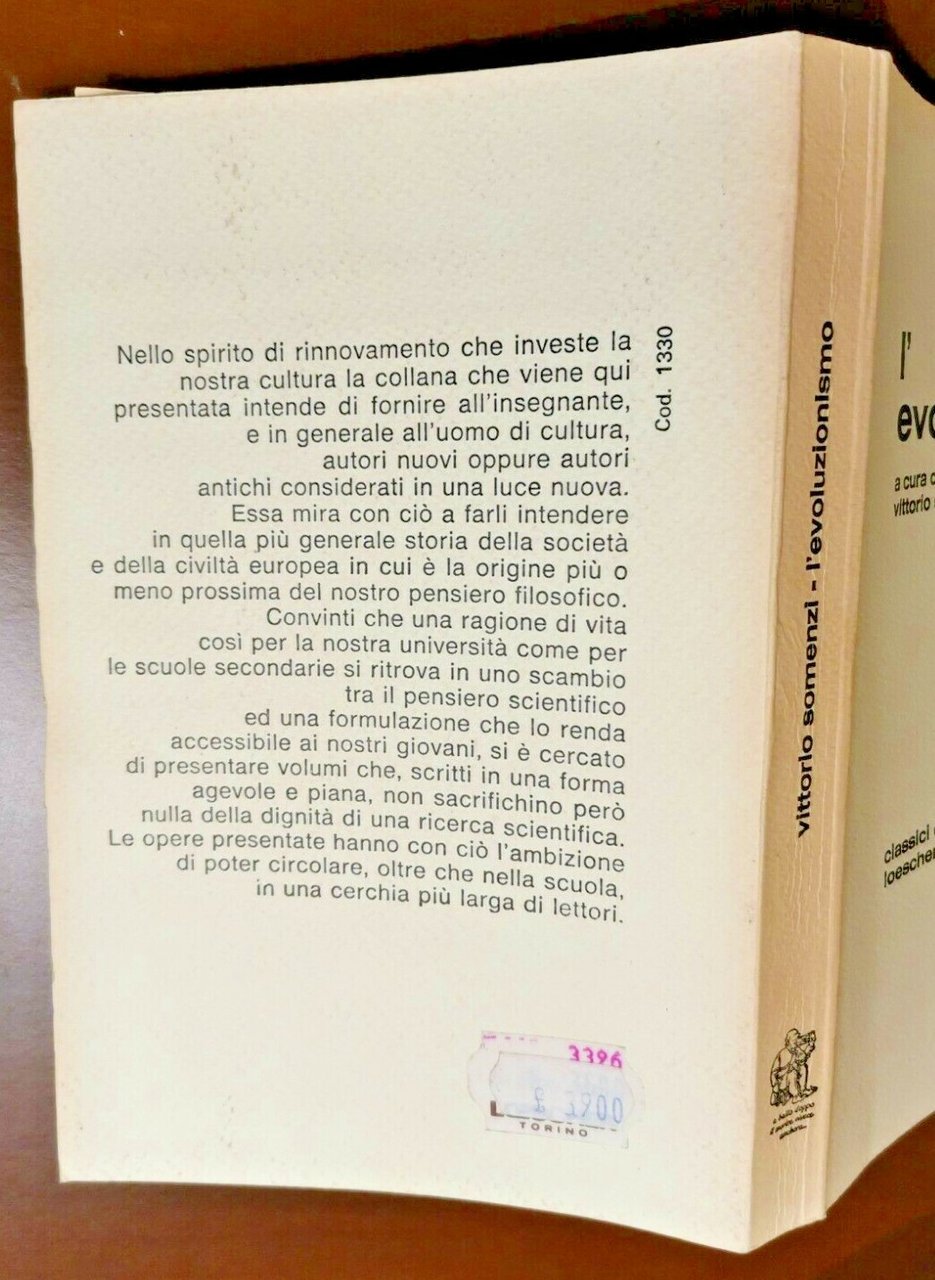 Nello spirito di rinnovamento che investe la
nostra cultura la collana che viene qui
presentata intende di fornire all'insegnante,
e in generale all'uomo di cultura,
autori nuovi oppure autori
antichi considerati in una luce nuova.
Essa mira con ciò a farli intendere
in quella più generale storia della società
e della civiltà europea in cui è la origine più o
meno prossima del nostro pensiero filosofico.
Convinti che una ragione di vita
così per la nostra università come per
le scuole secondarie si ritrova in uno scambio
tra il pensiero scientifico
ed una formulazione che lo renda
accessibile ai nostri giovani, si è cercato
di presentare volumi che, scritti in una forma
agevole e piana, non sacrifichino però
nulla della dignità di una ricerca scientifica.
Le opere presentate hanno con ciò l'ambizione
di poter circolare, oltre che nella scuola,
in una cerchia più larga di lettori.
Cod. 1330
3396
£ 3900
TORINO
vittorio somenzi - l'evoluzionismo
l'
evo
a cura d
vittorio
classici
loescher